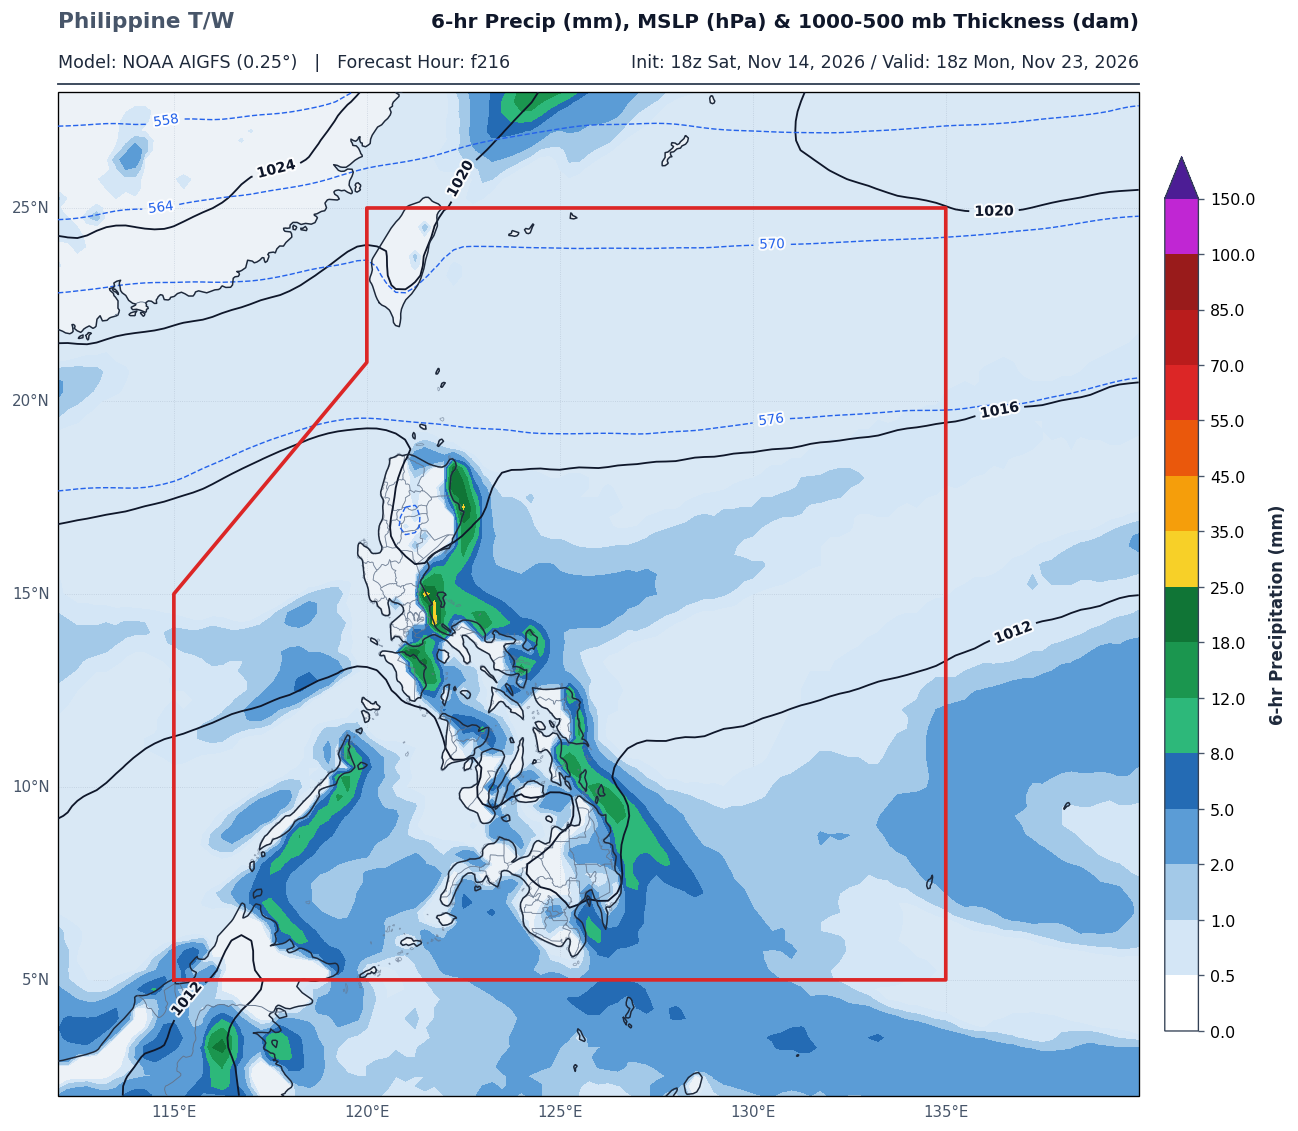 Philippine T/W
6-hr Precip (mm), MSLP (hPa) & 1000-500 mb Thickness (dam)
Model: NOAA AIGFS (0.25°) | Forecast Hour: f216
Init: 18z Sat, Nov 14, 2026 / Valid: 18z Mon, Nov 23, 2026
558
1024
1020
564
1020
570
576
1016
1012
1012
25°N
20°N
15°N
10°N
5°N
115°E
120°E
125°E
130°E
135°E
150.0
100.0
85.0
70.0
55.0
45.0
35.0
25.0
18.0
12.0
8.0
5.0
2.0
1.0
0.5
0.0
6-hr Precipitation (mm)